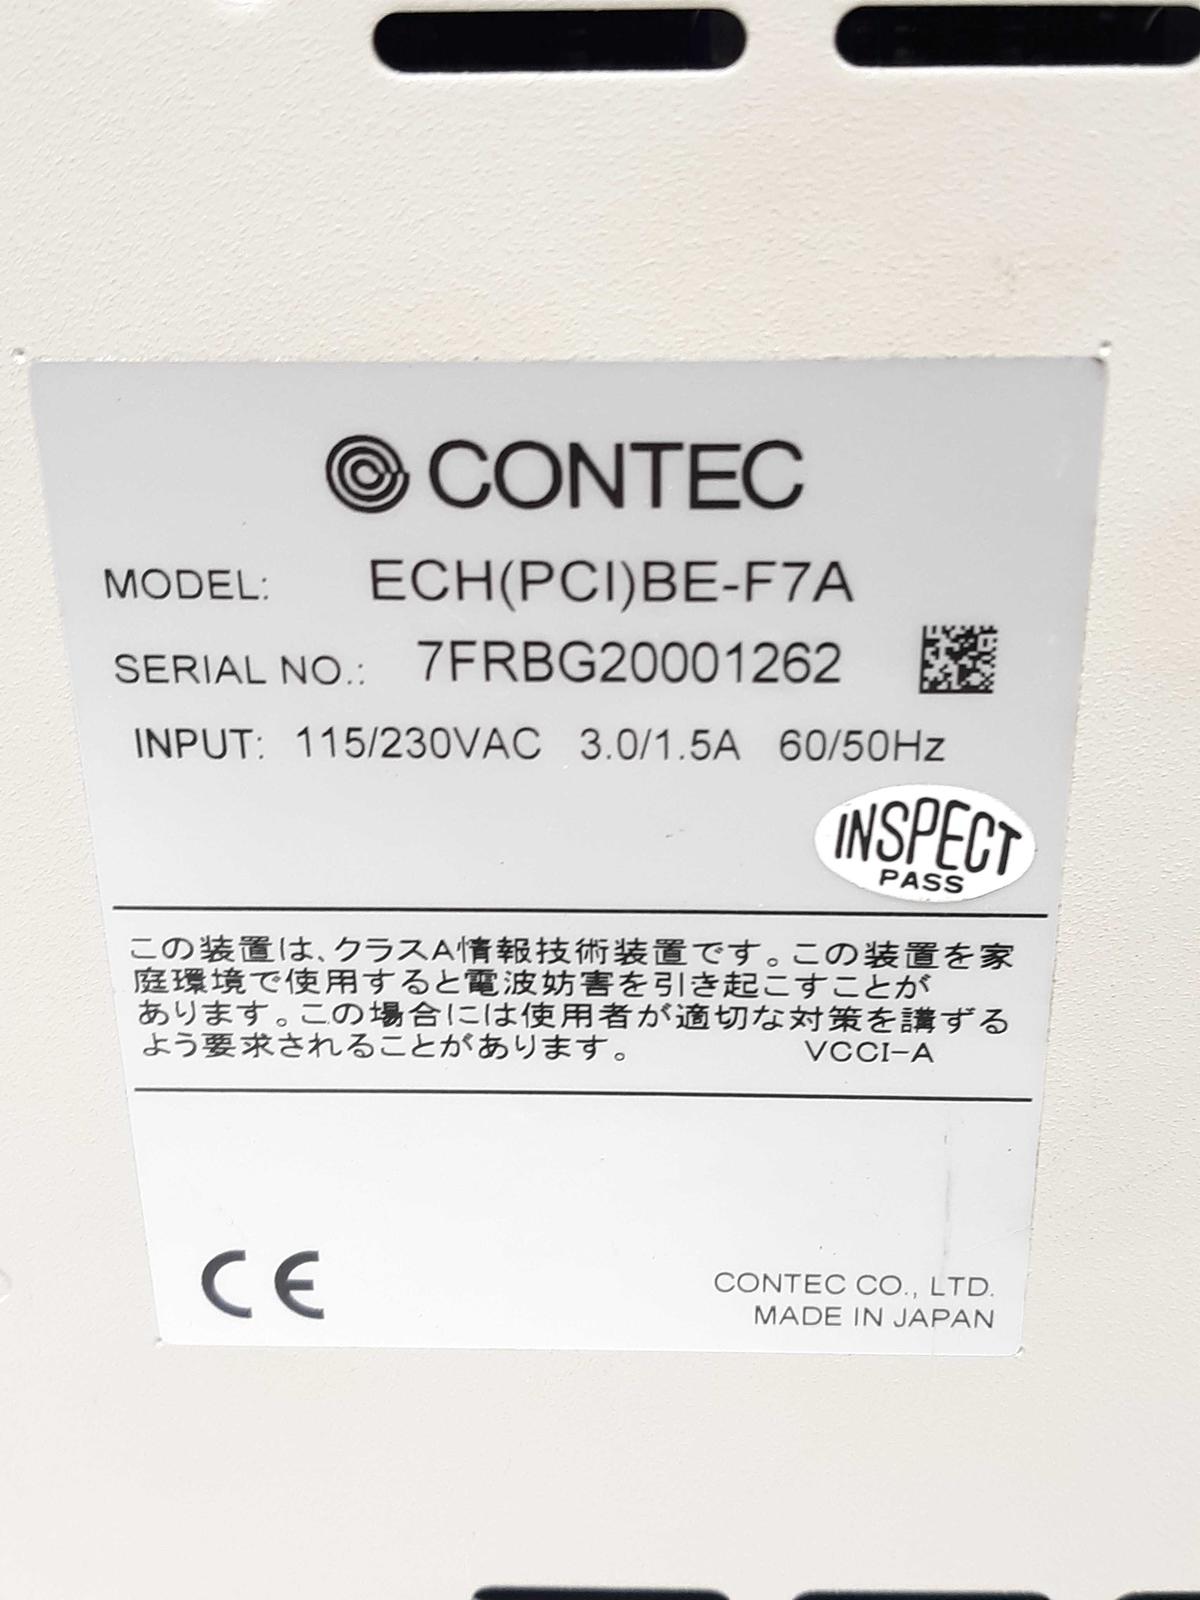 CONTEC
MODEL: ECH(PCI)BE-F7A
SERIAL NO.: 7FRBG20001262
INPUT: 115/230VAC 3.0/1.5A 60/50Hz
INSPECT
PASS
この装置は、クラスA情報技術装置です。この装置を家
庭環境で使用すると電波妨害を引き起こすことが
あります。この場合には使用者が適切な対策を講ずる
よう要求されることがあります。 VCCI-A
CE
CONTEC CO., LTD.
MADE IN JAPAN